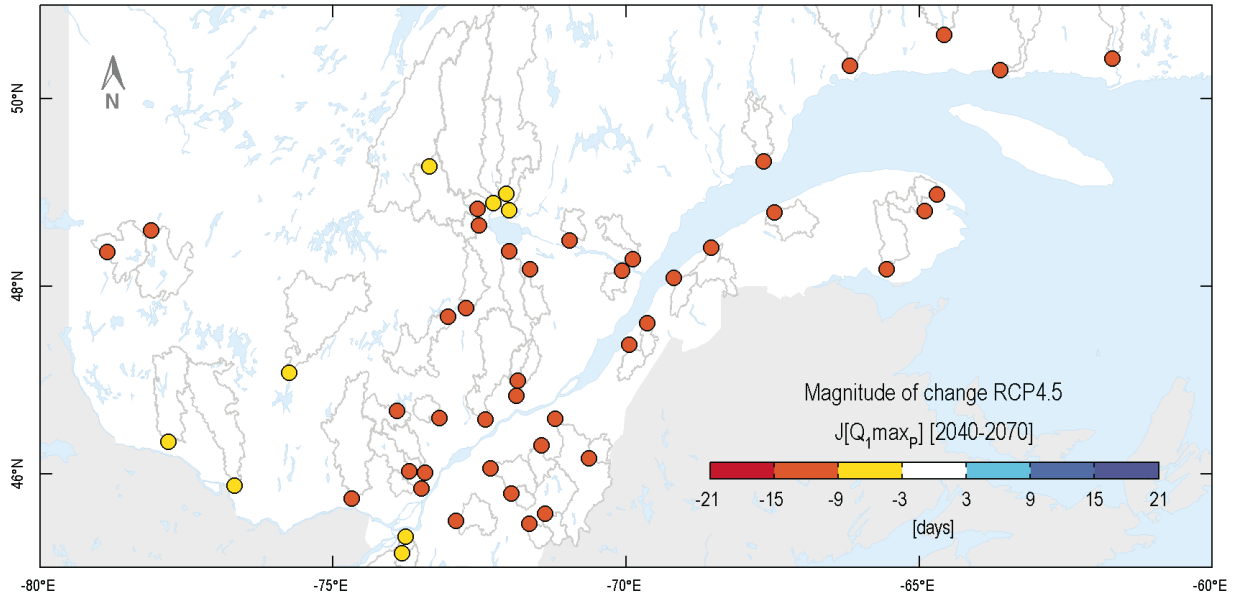 50°N
48°N
46°N
N
Magnitude of change RCP4.5
J[Q₁maxₚ] [2040-2070]
-21 -15 -9 -3 3 9 15 21
[days]
-80°E -75°E -70°E -65°E -60°E